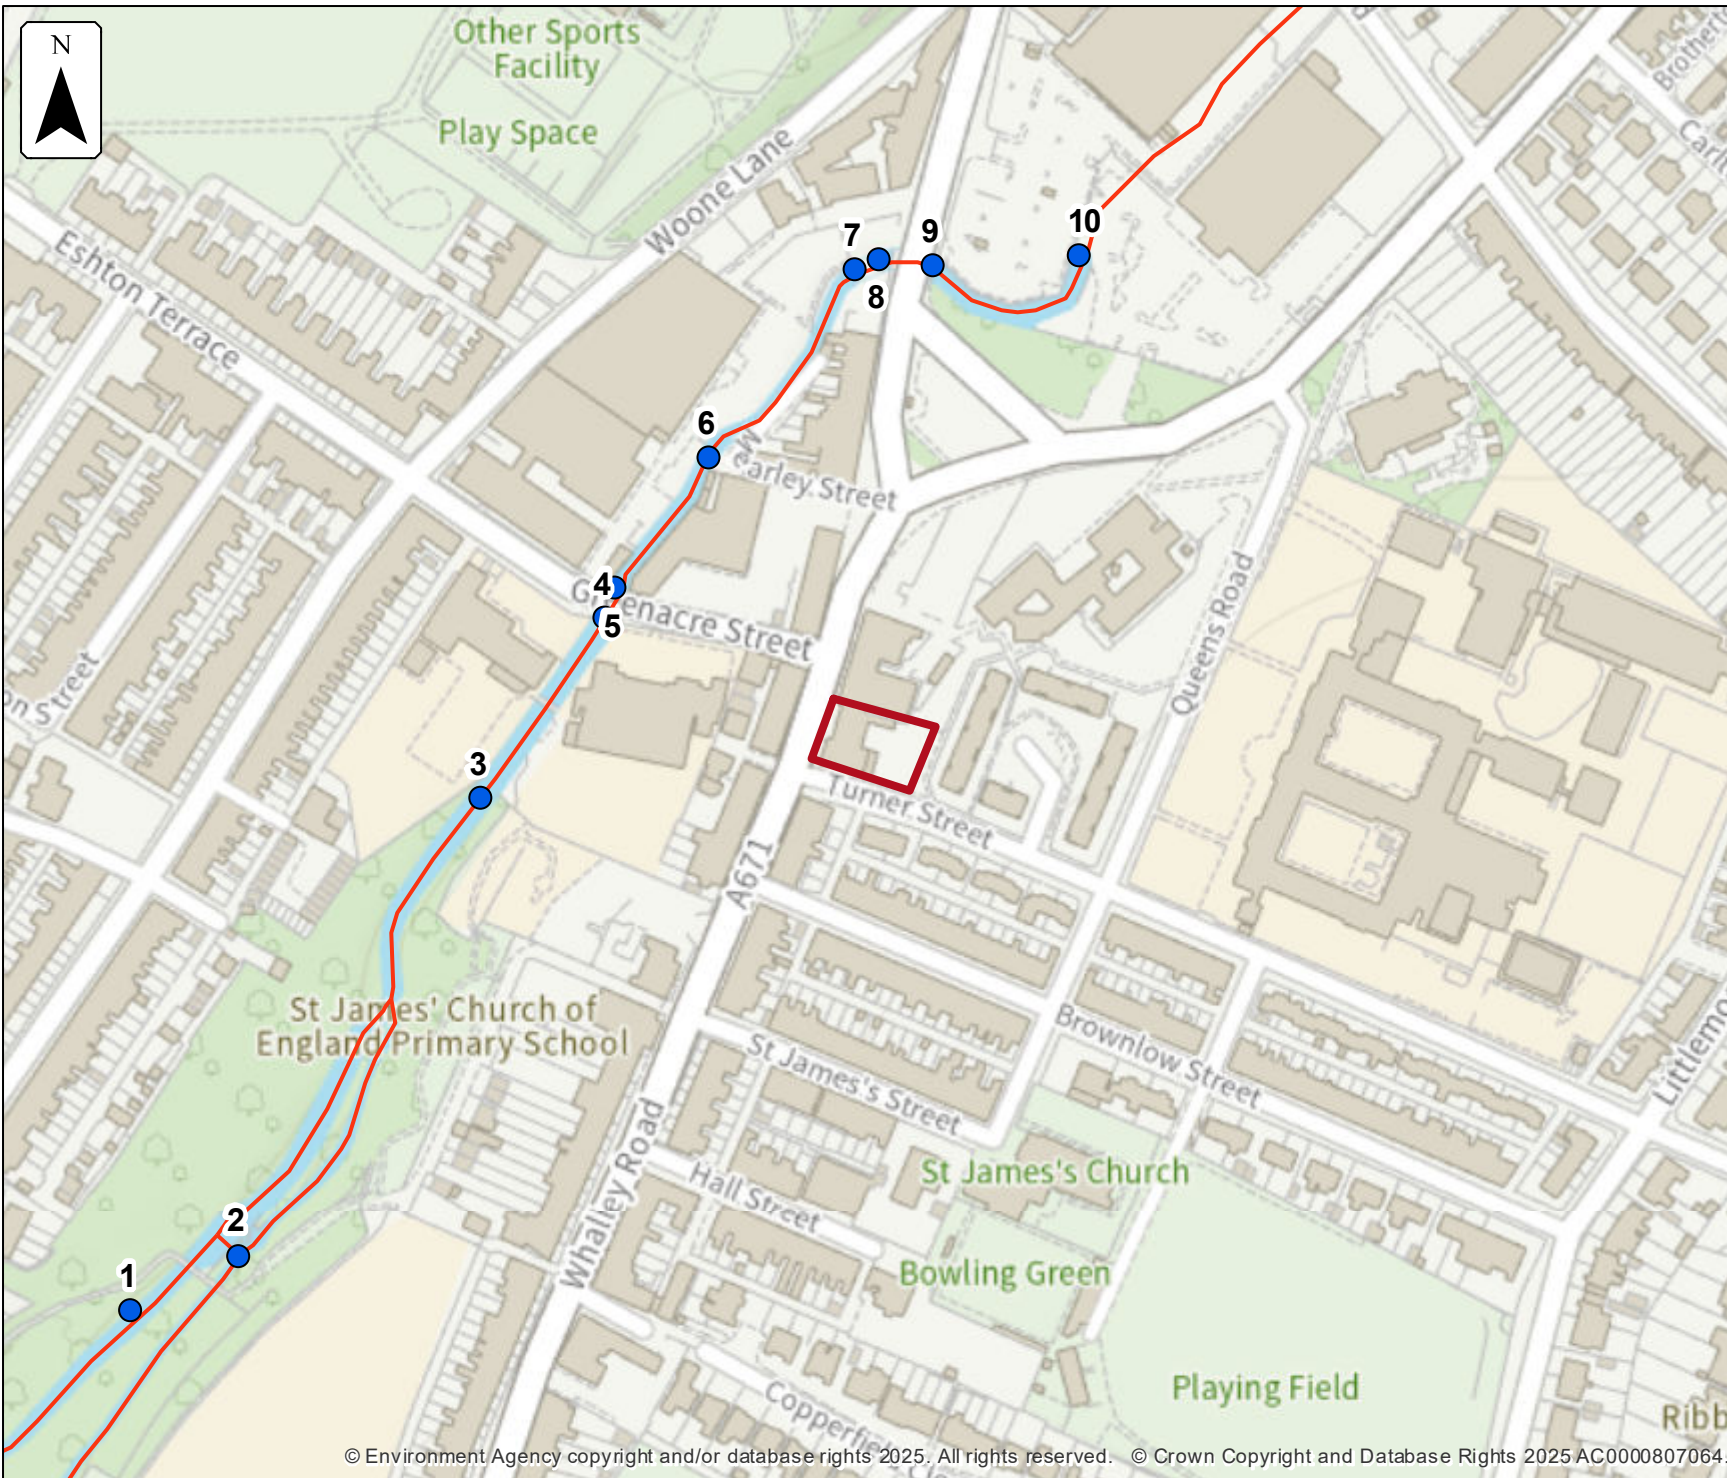 N
Other Sports
Facility
Play Space
Woone Lane
Eshton Terrace
7
8
9
10
6
4
5
Greenacre Street
Queens Road
3
Turner Street
A671
St James' Church of
England Primary School
St James's Street
Brownlow Street
Whalley Road
Hall Street
St James's Church
Bowling Green
2
1
Playing Field
© Environment Agency copyright and/or database rights 2025. All rights reserved. © Crown Copyright and Database Rights 2025 AC0000807064.